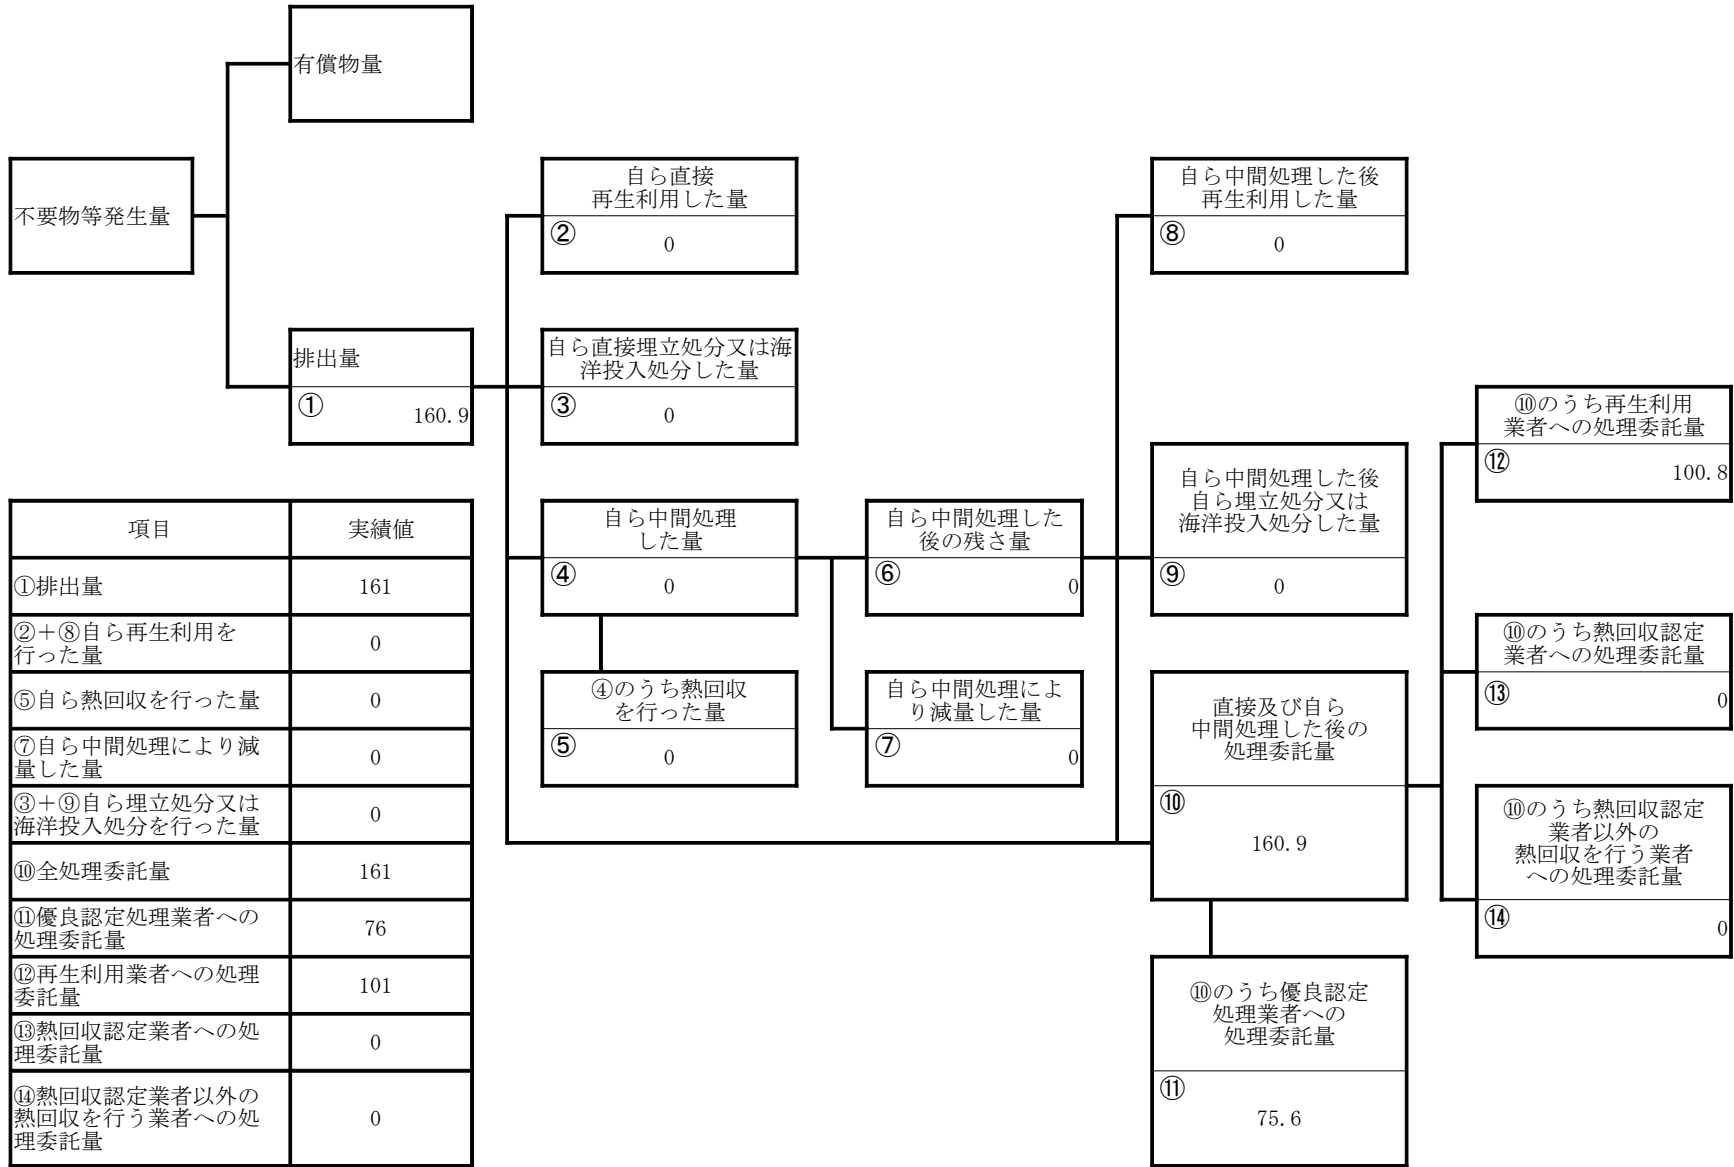 有償物量
不要物等発生量
自ら直接
再生利用した量
②
0
自ら中間処理した後
再生利用した量
⑧
0
排出量
①
160.9
自ら直接埋立処分又は海
洋投入処分した量
③
0
⑩のうち再生利用
業者への処理委託量
⑫
100.8
自ら中間処理
した量
④
0
自ら中間処理した
後の残さ量
⑥
0
自ら中間処理した後
自ら埋立処分又は
海洋投入処分した量
⑨
0
⑩のうち熱回収認定
業者への処理委託量
⑬
0
④のうち熱回収
を行った量
⑤
0
自ら中間処理によ
り減量した量
⑦
0
直接及び自ら
中間処理した後の
処理委託量
⑩
160.9
⑩のうち熱回収認定
業者以外の
熱回収を行う業者
への処理委託量
⑭
0
⑩のうち優良認定
処理業者への
処理委託量
⑪
75.6
項目
実績値
①排出量
161
②＋⑧自ら再生利用を
行った量
0
⑤自ら熱回収を行った量
0
⑦自ら中間処理により減
量した量
0
③＋⑨自ら埋立処分又は
海洋投入処分を行った量
0
⑩全処理委託量
161
⑪優良認定処理業者への
処理委託量
76
⑫再生利用業者への処理
委託量
101
⑬熱回収認定業者への処
理委託量
0
⑭熱回収認定業者以外の
熱回収を行う業者への処
理委託量
0